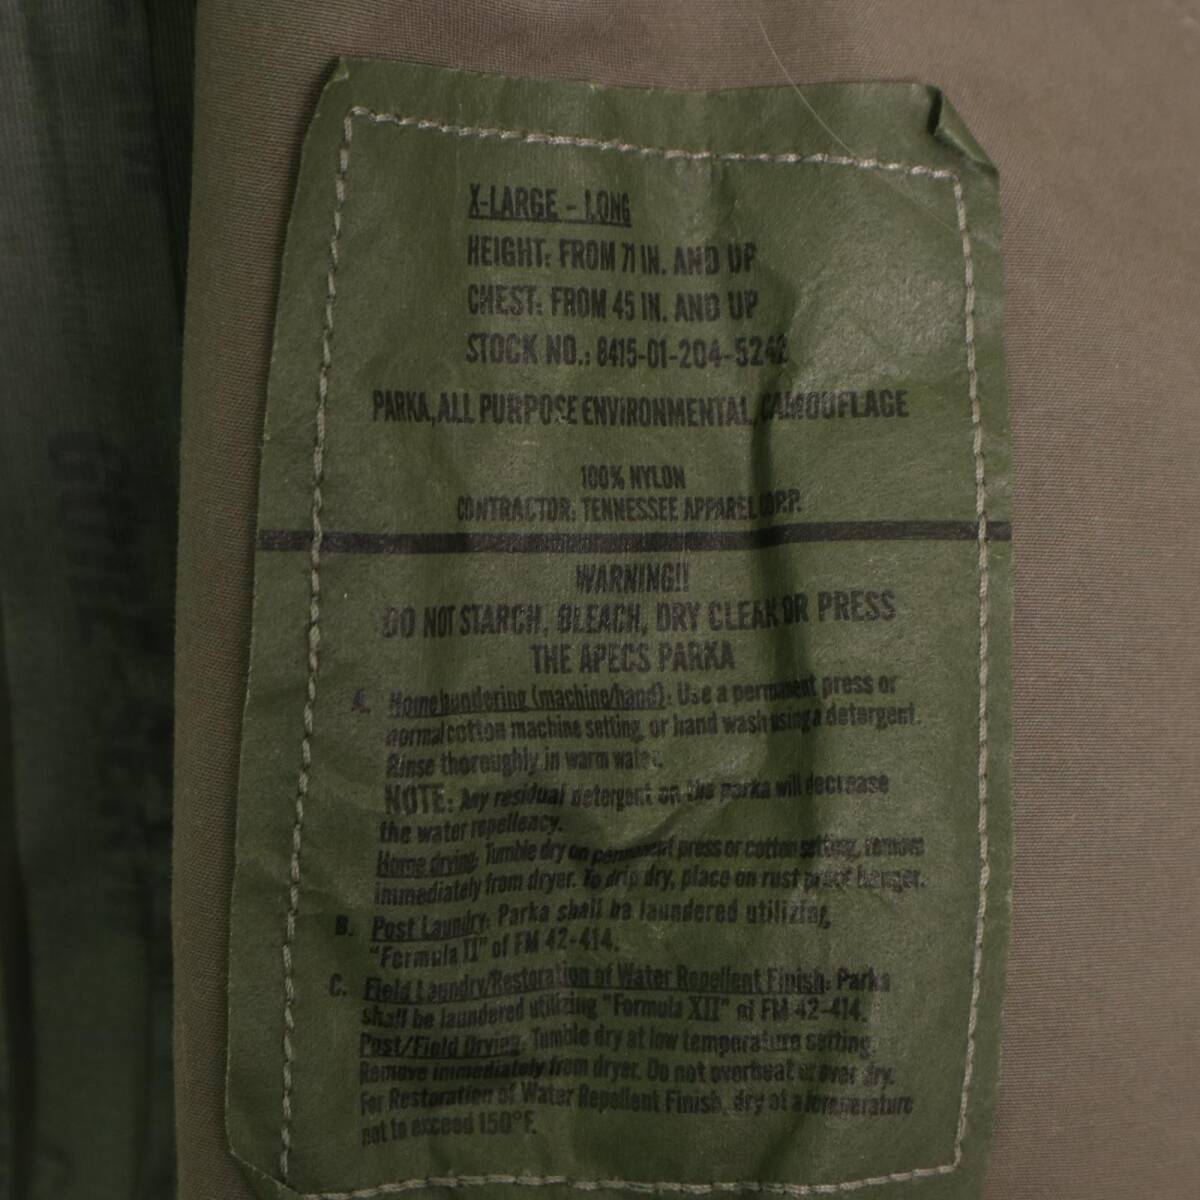 X-LARGE - LONG
HEIGHT: FROM 71 IN. AND UP
CHEST: FROM 45 IN. AND UP
STOCK NO.: 8415-01-204-5242
PARKA, ALL PURPOSE ENVIRONMENTAL, CAMOUFLAGE
100% NYLON
CONTRACTOR: TENNESSEE APPAREL CORP.
WARNING!!
DO NOT STARCH, BLEACH, DRY CLEAN OR PRESS
THE APECS PARKA
A. Home laundering (machine/hand): Use a permanent press or
normal cotton machine setting, or hand wash using a detergent.
Rinse thoroughly in warm water.
NOTE: Any residual detergent on the parka will decrease
the water repellency.
Home drying: Tumble dry on permanent press or cotton setting, remove
immediately from dryer. To drip dry, place on rust proof hanger.
B. Post Laundry: Parka shall be laundered utilizing
"Formula II" of FM 42-414.
C. Field Laundry/Restoration of Water Repellent Finish: Parka
shall be laundered utilizing "Formula XII" of FM 42-414.
Post/Field Drying: Tumble dry at low temperature setting.
Remove immediately from dryer. Do not overheat or over dry.
For Restoration of Water Repellent Finish, dry at a temperature
not to exceed 150°F.